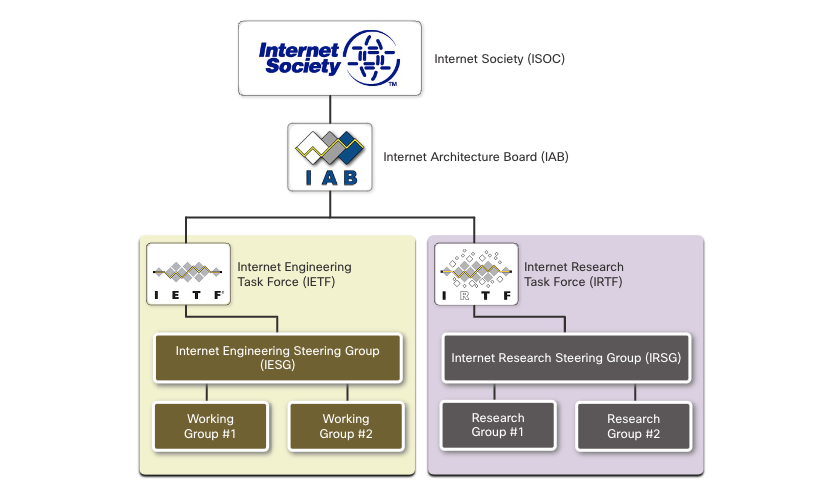 Internet
Society
TM
Internet Society (ISOC)
IAB
Internet Architecture Board (IAB)
IETF
Internet Engineering
Task Force (IETF)
IRTF
Internet Research
Task Force (IRTF)
Internet Engineering Steering Group
(IESG)
Internet Research Steering Group (IRSG)
Working
Group #1
Working
Group #2
Research
Group #1
Research
Group #2